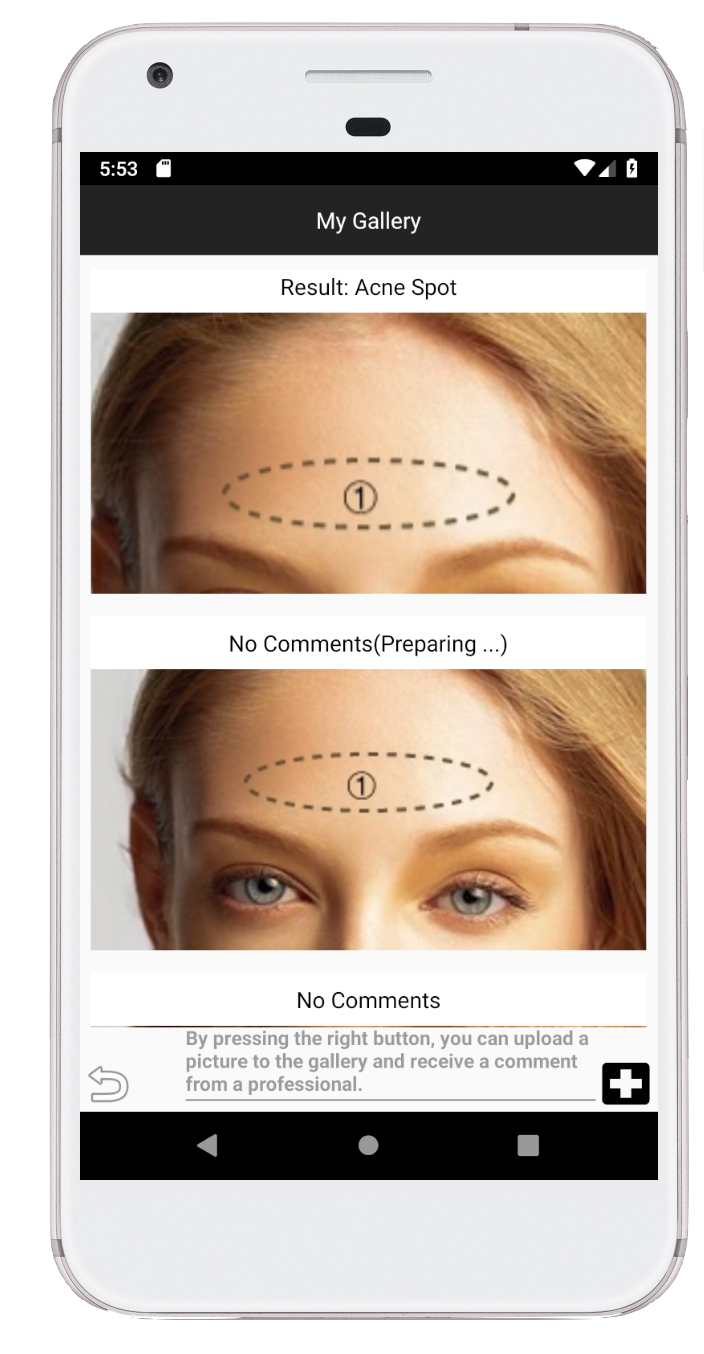 5:53
My Gallery
Result: Acne Spot
①
No Comments(Preparing ...)
①
No Comments
By pressing the right button, you can upload a
picture to the gallery and receive a comment
from a professional.